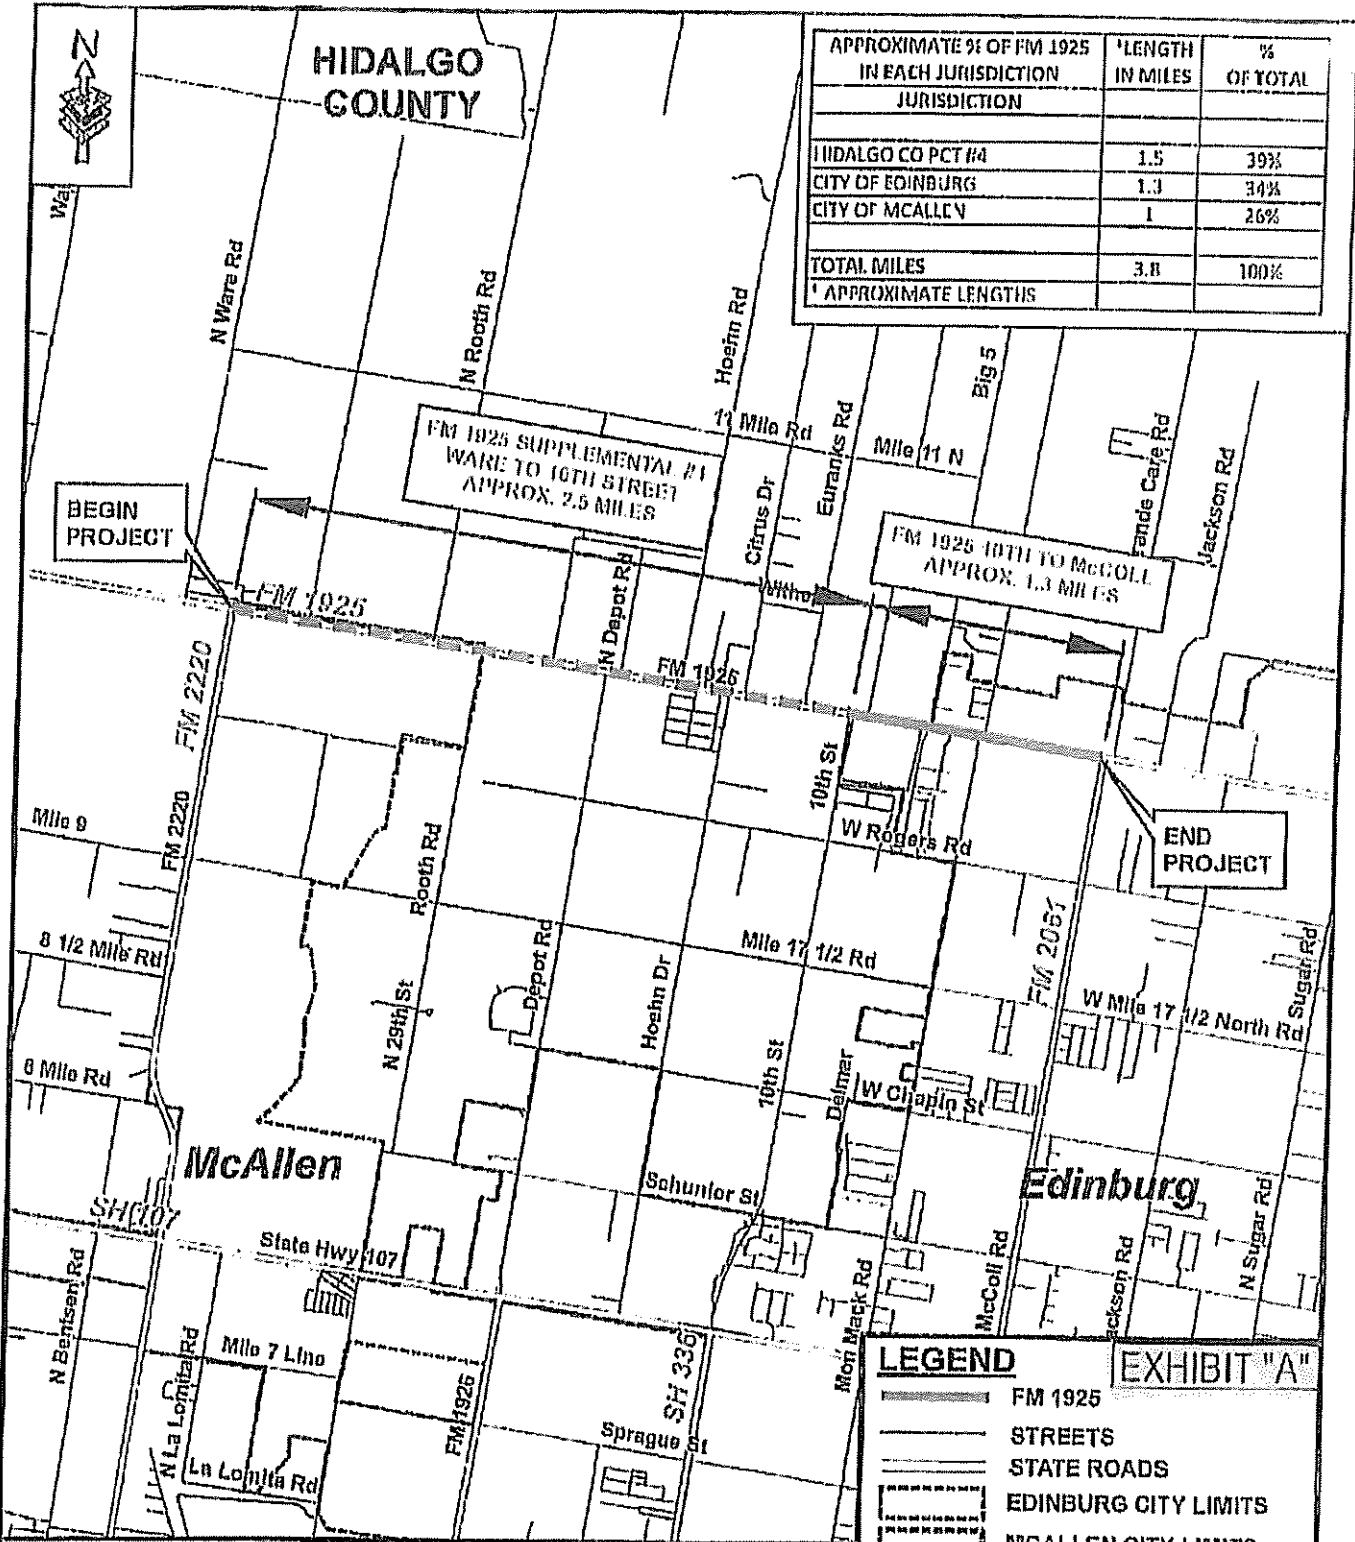 N
HIDALGO
COUNTY
APPROXIMATE % OF FM 1925
IN EACH JURISDICTION
JURISDICTION
*LENGTH
IN MILES
%
OF TOTAL
HIDALGO CO PCT #4 1.5 39%
CITY OF EDINBURG 1.3 34%
CITY OF MCALLEN 1 26%
TOTAL MILES 3.8 100%
* APPROXIMATE LENGTHS
N Ware Rd
N Rooth Rd
Hoehn Rd
Big 5
11 Mile Rd
Mile 11 N
Citrus Dr
Eubanks Rd
Jackson Rd
FM 1925 SUPPLEMENTAL #1
WARE TO 10TH STREET
APPROX. 2.5 MILES
FM 1925 10TH TO McCOLL
APPROX. 1.3 MILES
BEGIN
PROJECT
FM 1925
N Depot Rd
FM 1925
FM 2220
FM 2220
10th St
W Rogers Rd
END
PROJECT
Mile 9
Rooth Rd
8 1/2 Mile Rd
Depot Rd
Mile 17 1/2 Rd
FM 2061
W Mile 17 1/2 North Rd
Sugar Rd
N 29th St
Hoehn Dr
10th St
Delmar
W Chapin St
McAllen
Edinburg
Schunior St
SH 107
State Hwy 107
N Bentsen Rd
N La Lomita Rd
Mile 7 Line
La Lomita Rd
FM 1926
SH 336
Sprague St
Mon Mack Rd
McColl Rd
N Sugar Rd
LEGEND
EXHIBIT "A"
FM 1925
STREETS
STATE ROADS
EDINBURG CITY LIMITS
MCALLEN CITY LIMITS